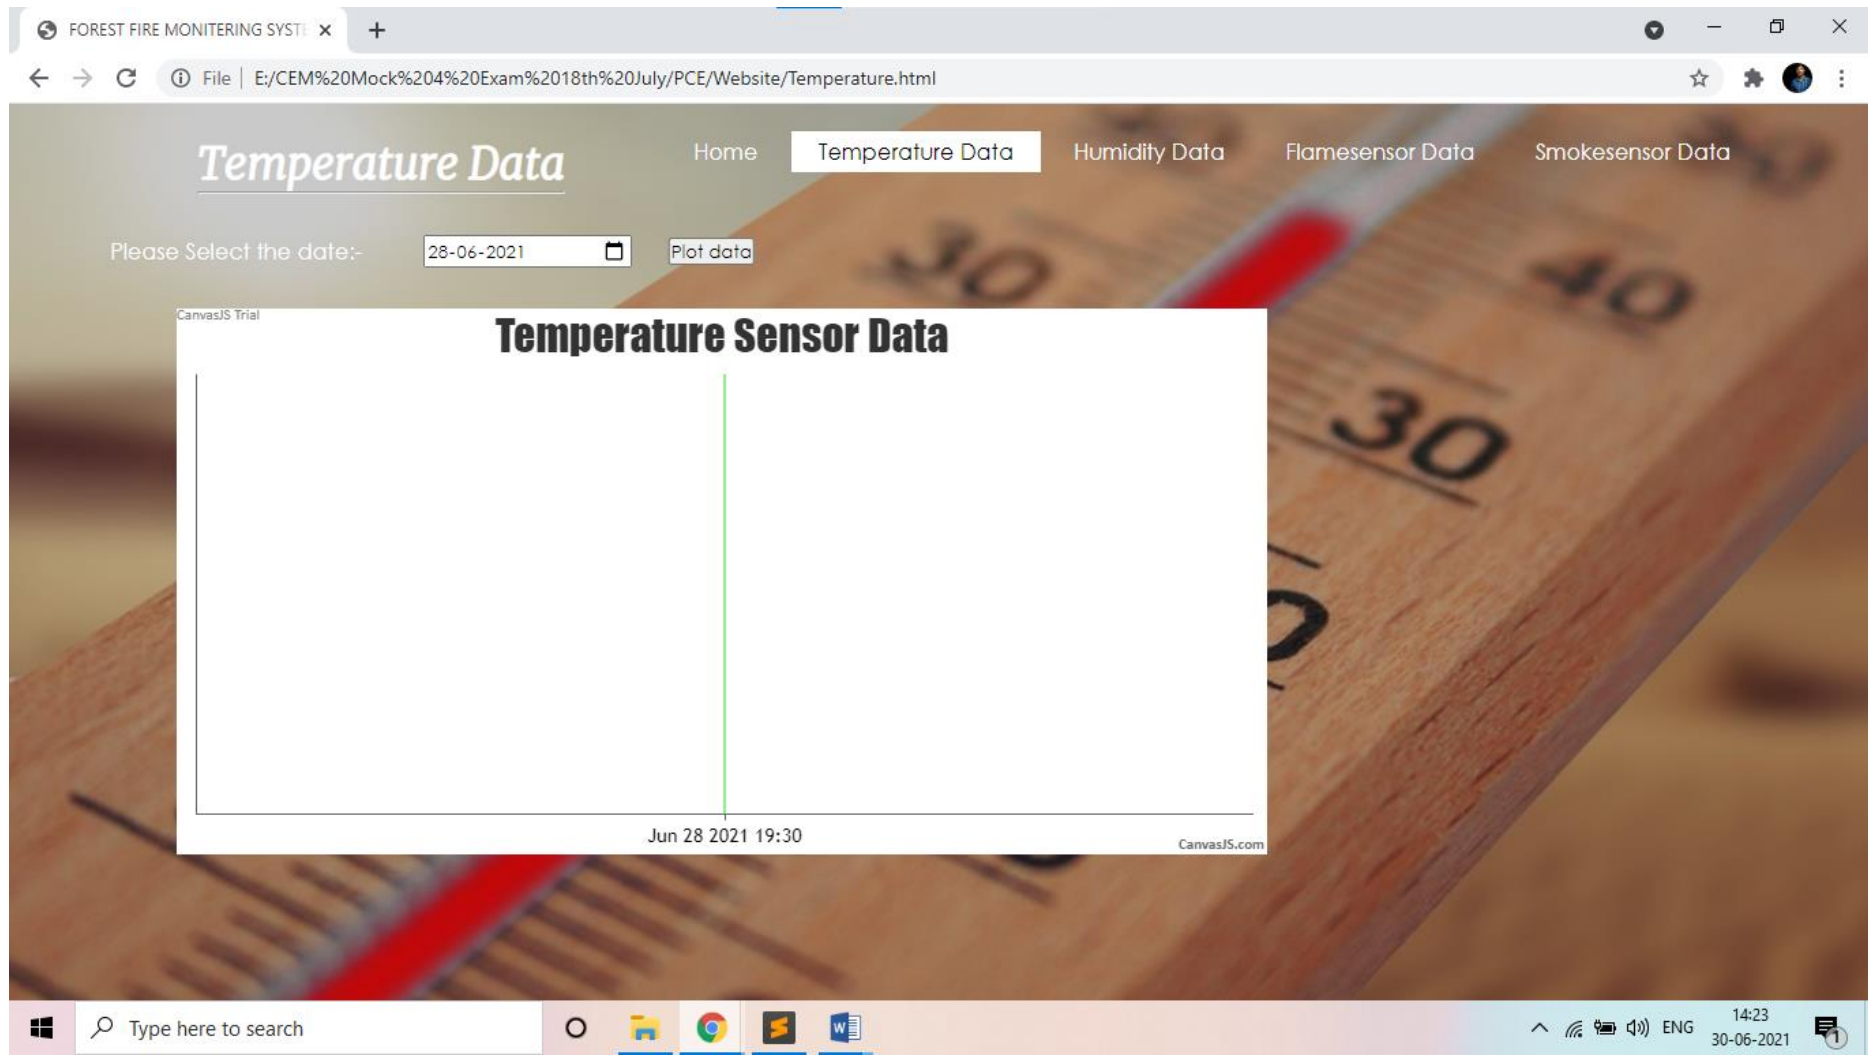 FOREST FIRE MONITERING SYSTE
File | E:/CEM%20Mock%204%20Exam%2018th%20July/PCE/Website/Temperature.html
Temperature Data
Home
Temperature Data
Humidity Data
Flamesensor Data
Smokesensor Data
Please Select the date:-
28-06-2021
Plot data
CanvasJS Trial
Temperature Sensor Data
Jun 28 2021 19:30
CanvasJS.com
30
40
30
0
Type here to search
ENG
14:23
30-06-2021
1